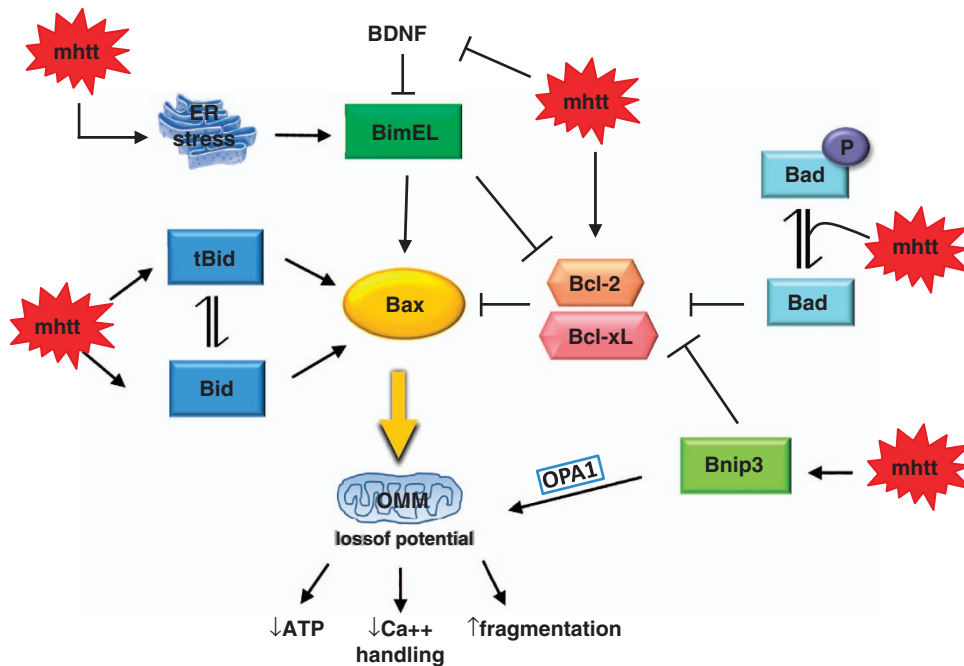 mhtt
BDNF
mhtt
ER
stress
BimEL
P
Bad
mhtt
tBid
Bcl-2
Bad
mhtt
Bax
Bcl-xL
Bid
Bnip3
mhtt
OPA1
OMM
lossof potential
↓ATP
↓Ca++
handling
↑fragmentation